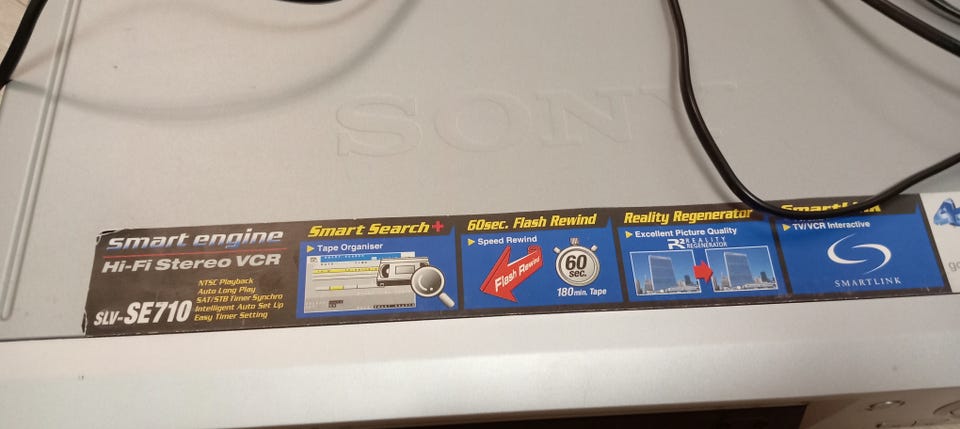 SONY
smart engine
Hi-Fi Stereo VCR
SLV-SE710
NTSC Playback
Auto Long Play
SAT/STB Timer Synchro
Intelligent Auto Set Up
Easy Timer Setting
Smart Search+
Tape Organiser
60sec. Flash Rewind
Speed Rewind
Flash Rewind
60
sec.
180min. Tape
Reality Regenerator
Excellent Picture Quality
R2 REALITY
REGENERATOR
SmartLink
TV/VCR Interactive
SMARTLINK